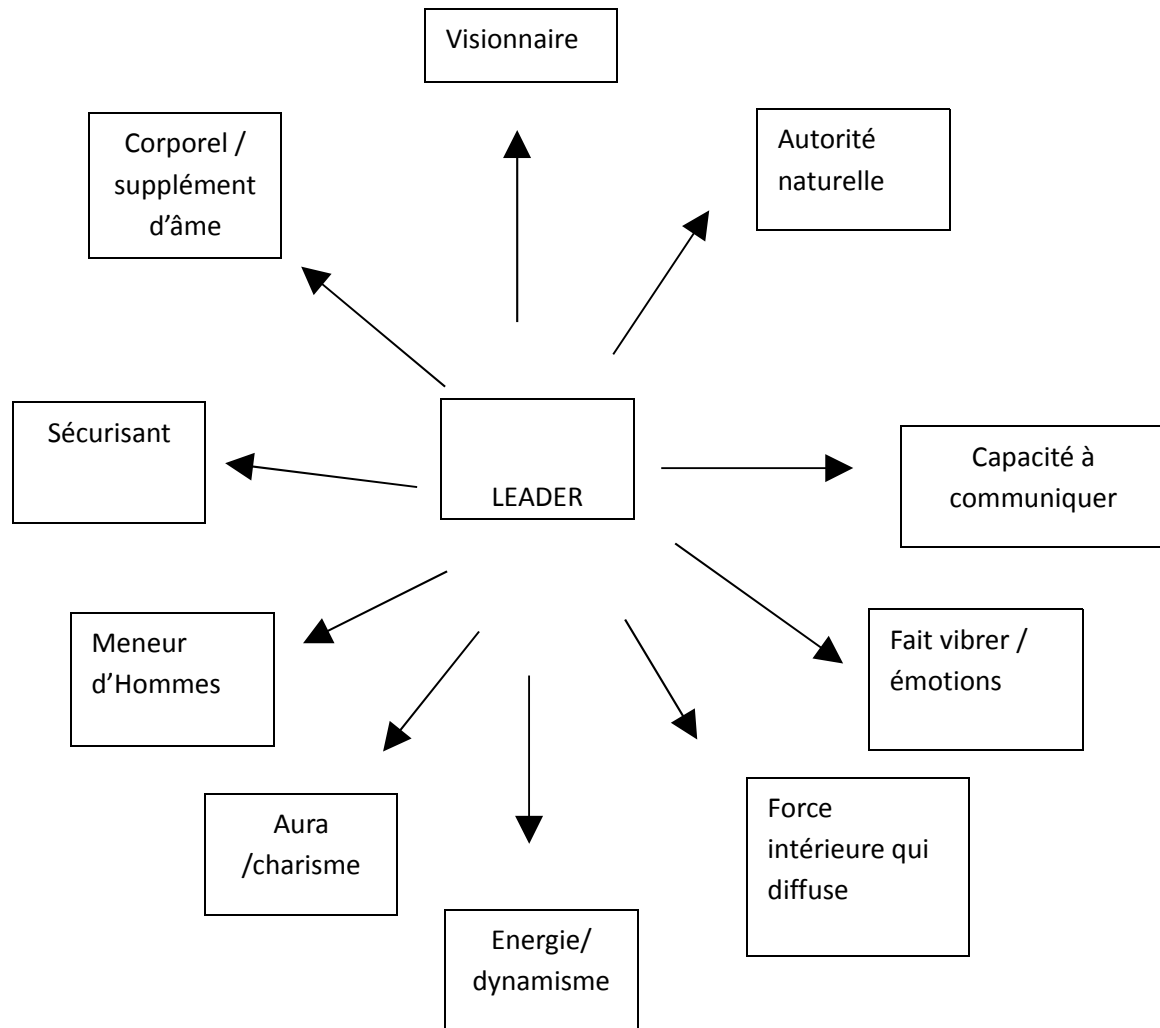 Visionnaire
Autorité
naturelle
Corporel /
supplément
d’âme
Sécurisant
LEADER
Capacité à
communiquer
Meneur
d’Hommes
Fait vibrer /
émotions
Aura
/charisme
Force
intérieure qui
diffuse
Energie/
dynamisme